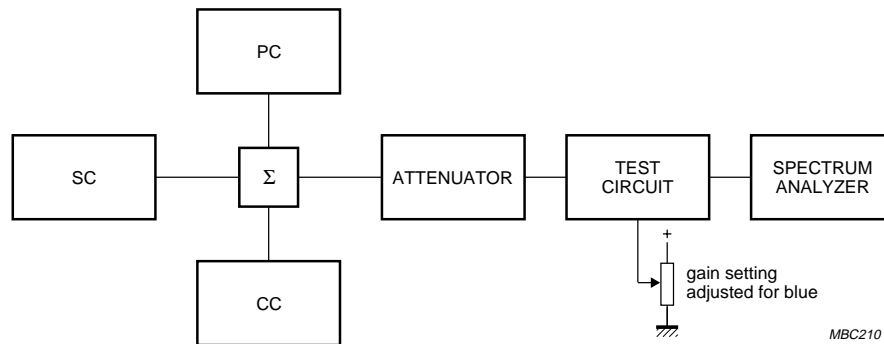 PC
SC
Σ
ATTENUATOR
TEST
CIRCUIT
SPECTRUM
ANALYZER
+
gain setting
adjusted for blue
CC
MBC210